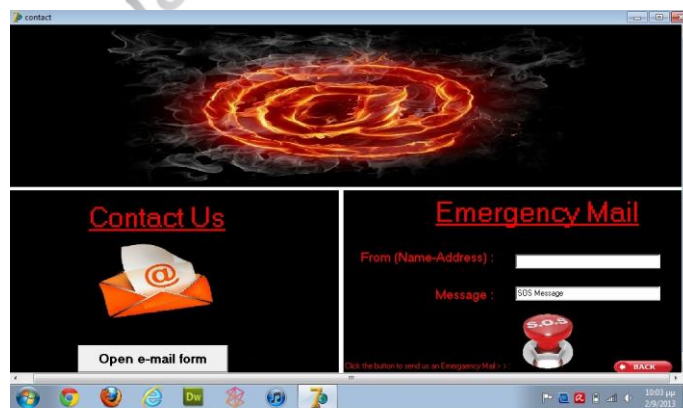 contact
Contact Us
Open e-mail form
Emergency Mail
From (Name-Address) :
Message :
SOS Message
S.O.S
Click the button to send us an Emergency Mail > > :
BACK
Dw
10:03 μμ
2/9/2013